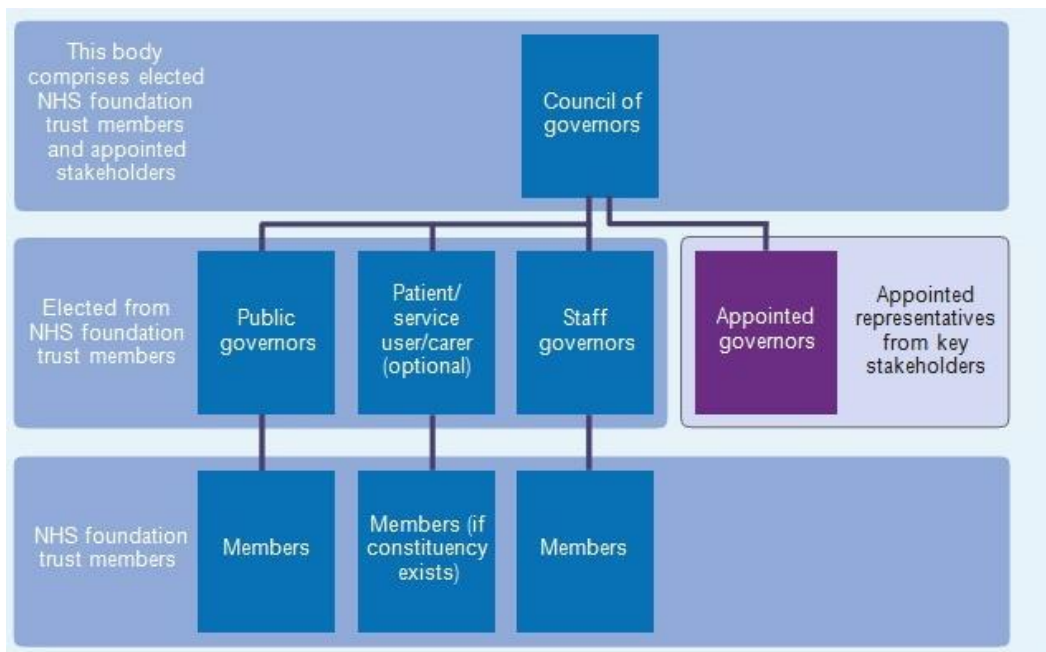 This body
comprises elected
NHS foundation
trust members
and appointed
stakeholders
Council of
governors
Elected from
NHS foundation
trust members
Public
governors
Patient/
service
user/carer
(optional)
Staff
governors
Appointed
governors
Appointed
representatives
from key
stakeholders
NHS foundation
trust members
Members
Members (if
constituency
exists)
Members